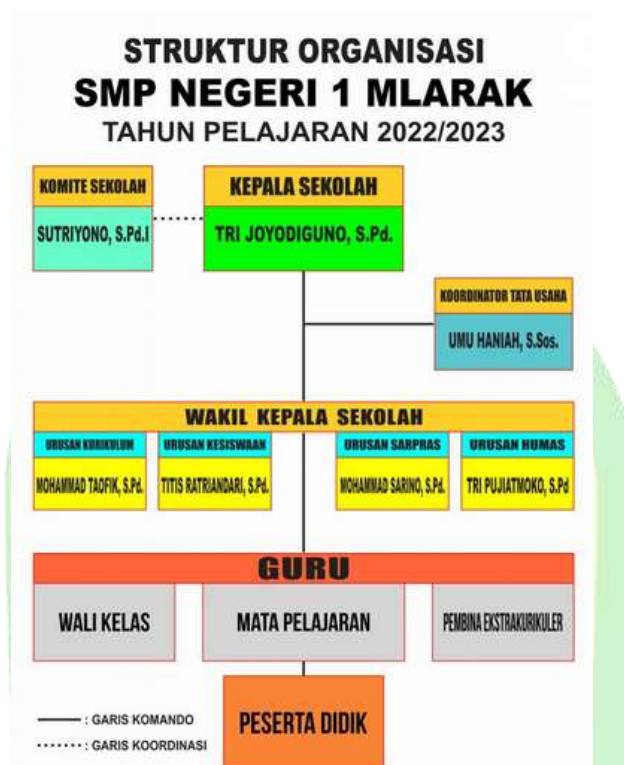 STRUKTUR ORGANISASI
SMP NEGERI 1 MLARAK
TAHUN PELAJARAN 2022/2023
KOMITE SEKOLAH
SUTRIYONO, S.Pd.I
KEPALA SEKOLAH
TRI JOYODIGUNO, S.Pd.
KOORDINATOR TATA USAHA
UMU HANIAH, S.Sos.
WAKIL KEPALA SEKOLAH
URUSAN KURIKULUM
MOHAMMAD TAOFIK, S.Pd.
URUSAN KESISWAAN
TITIS RATRIANDARI, S.Pd.
URUSAN SARPRAS
MOHAMMAD SARINO, S.Pd.
URUSAN HUMAS
TRI PUJIATMOKO, S.Pd
GURU
WALI KELAS
MATA PELAJARAN
PEMBINA EKSTRAKURIKULER
PESERTA DIDIK
: GARIS KOMANDO
: GARIS KOORDINASI